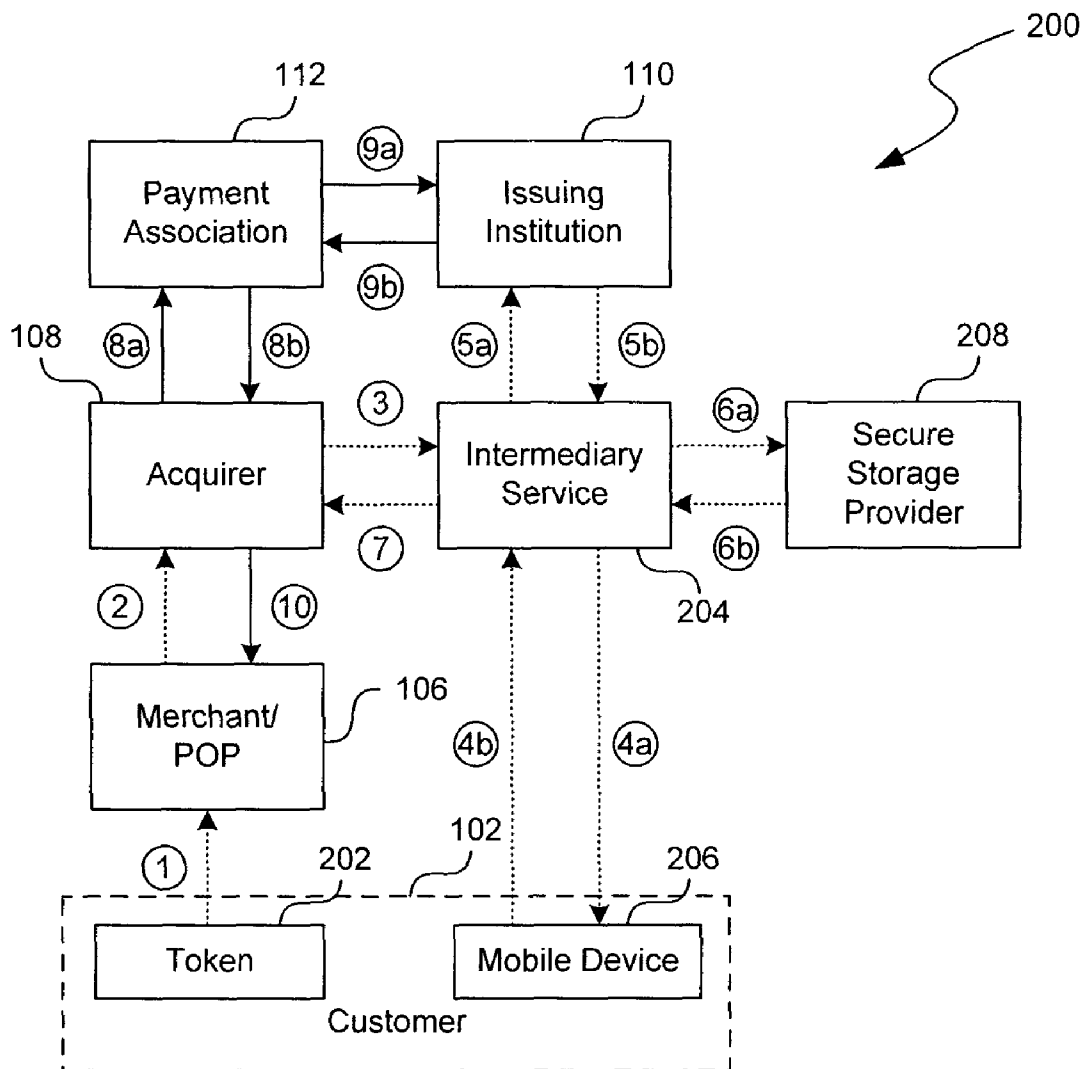 200
112
110
Payment
Association
9a
9b
Issuing
Institution
108
8a
8b
5a
5b
208
Acquirer
3
7
Intermediary
Service
6a
6b
Secure
Storage
Provider
204
2
10
Merchant/
POP
106
4b
4a
1
202
102
206
Token
Mobile Device
Customer